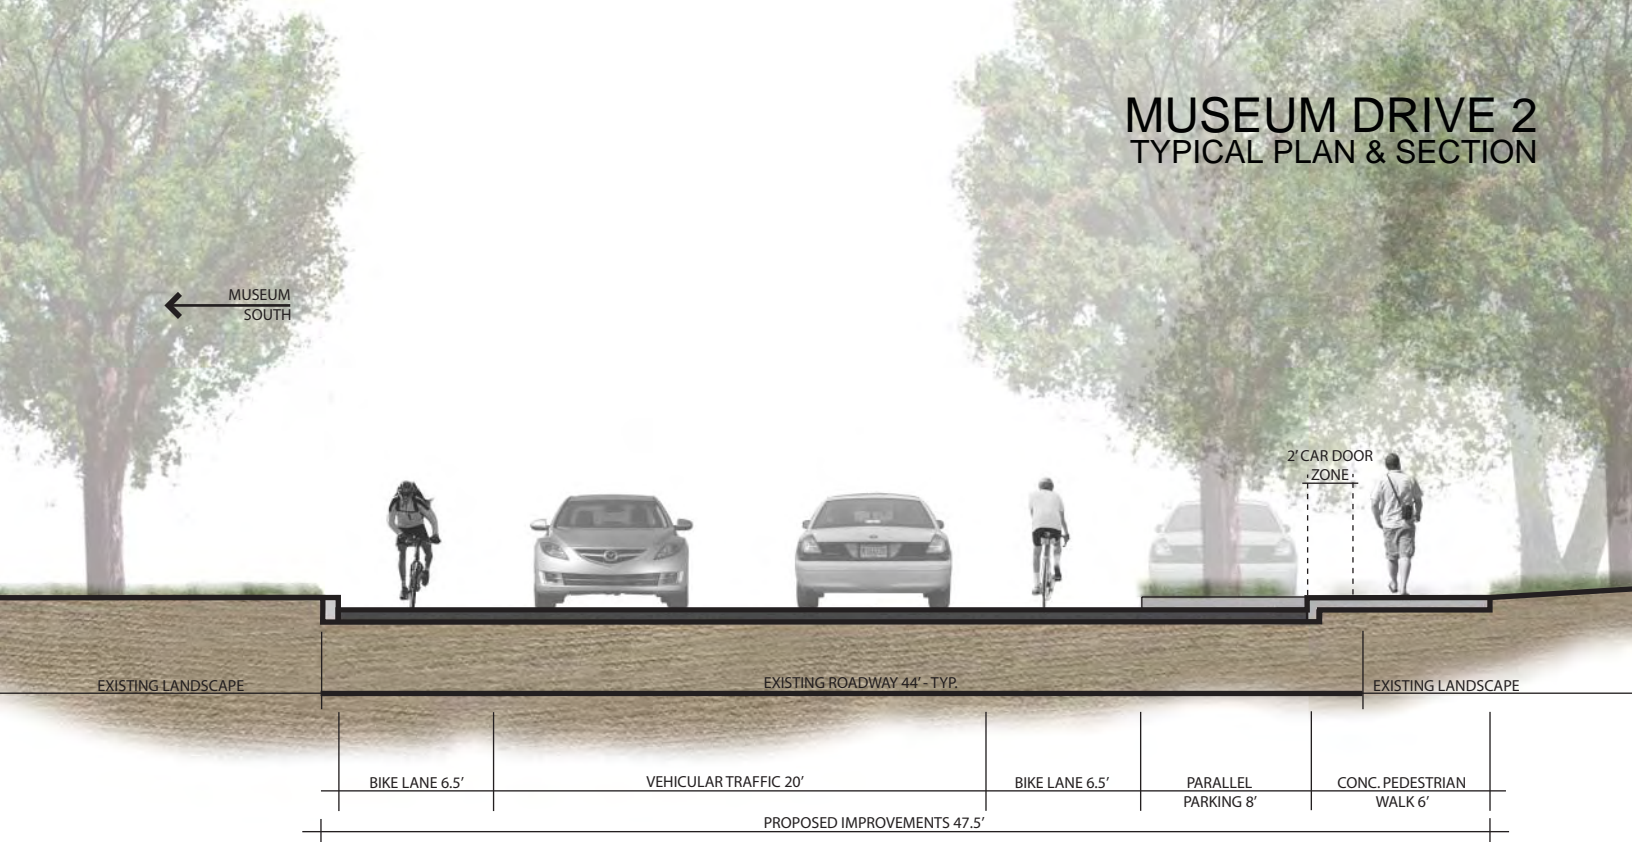 MUSEUM DRIVE 2
TYPICAL PLAN & SECTION
MUSEUM
SOUTH
2' CAR DOOR
ZONE
EXISTING LANDSCAPE
EXISTING ROADWAY 44' - TYP.
EXISTING LANDSCAPE
BIKE LANE 6.5'
VEHICULAR TRAFFIC 20'
BIKE LANE 6.5'
PARALLEL
PARKING 8'
CONC. PEDESTRIAN
WALK 6'
PROPOSED IMPROVEMENTS 47.5'